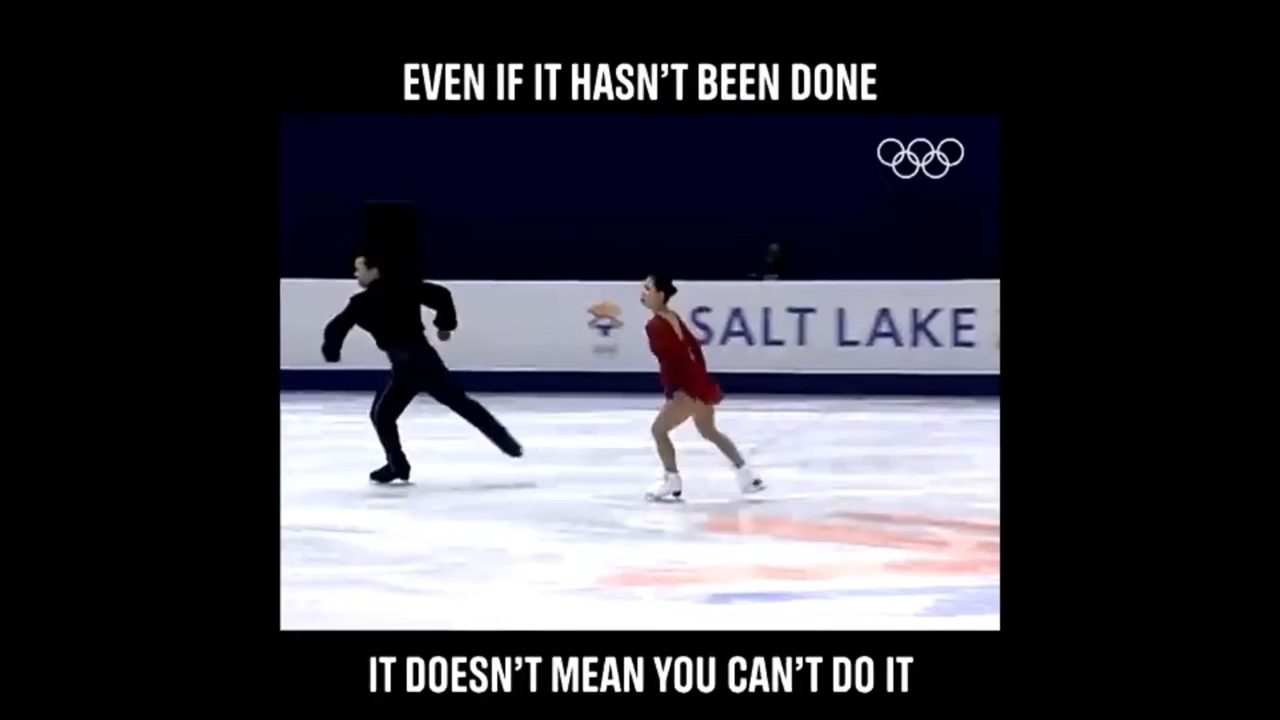 EVEN IF IT HASN'T BEEN DONE
SALT LAKE
IT DOESN'T MEAN YOU CAN'T DO IT